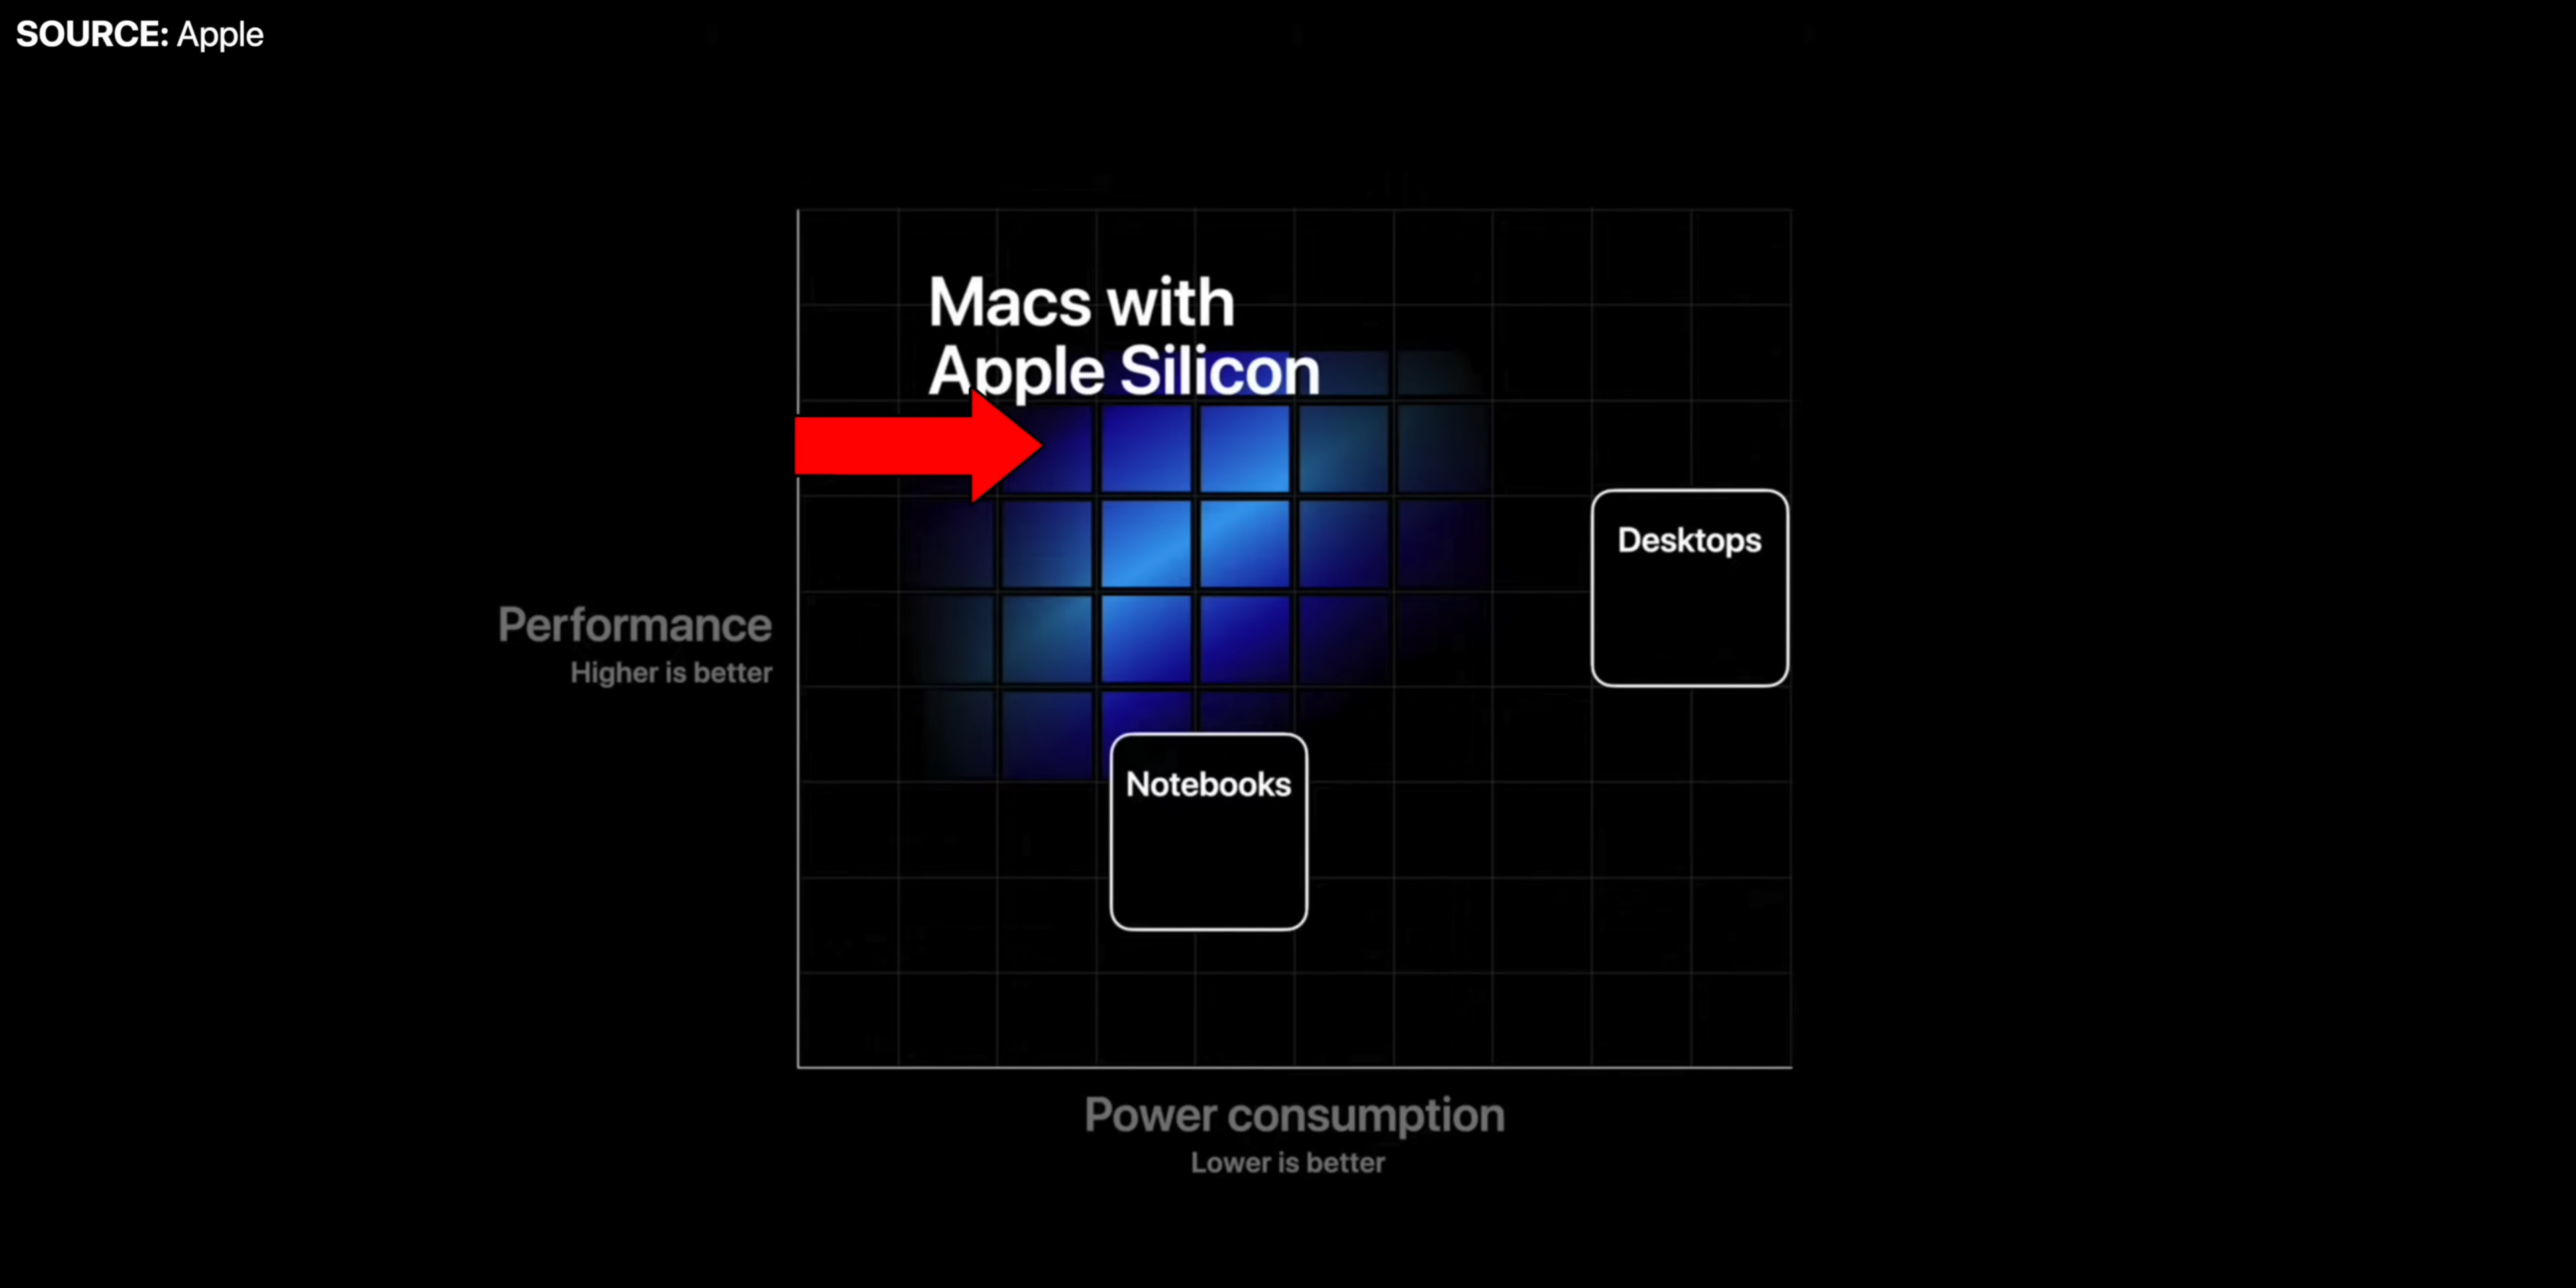 SOURCE: Apple
Macs with
Apple Silicon
Desktops
Performance
Higher is better
Notebooks
Power consumption
Lower is better